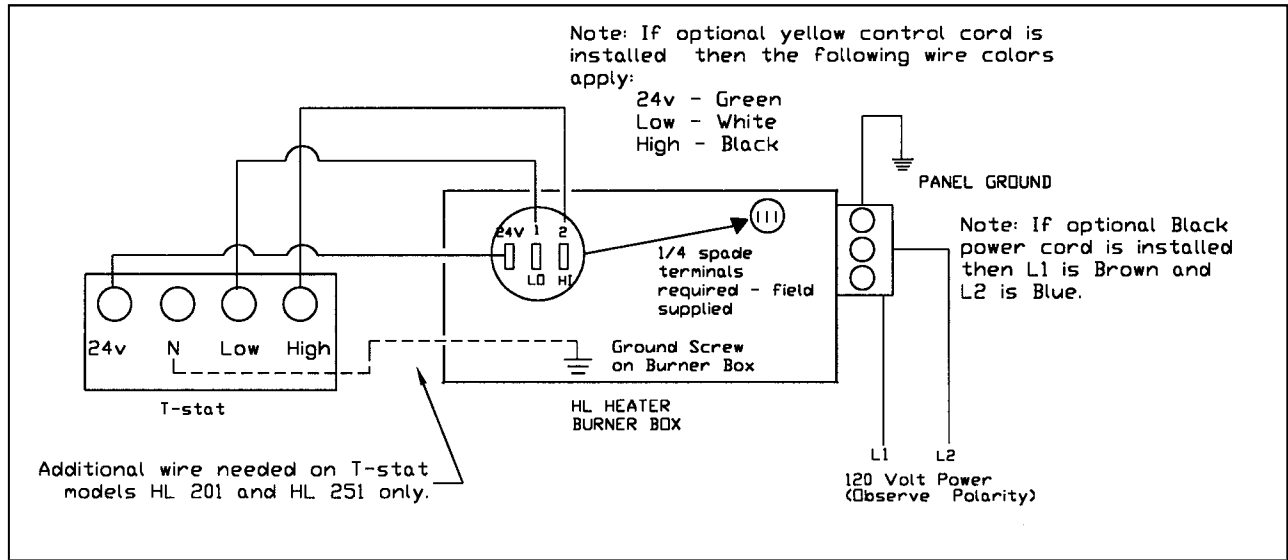 Note: If optional yellow control cord is
installed then the following wire colors
apply:
24v - Green
Low - White
High - Black
PANEL GROUND
Note: If optional Black
power cord is installed
then L1 is Brown and
L2 is Blue.
24V 1 2
LO HI
1/4 spade
terminals
required - field
supplied
24v N Low High
T-stat
Ground Screw
on Burner Box
HL HEATER
BURNER BOX
Additional wire needed on T-stat
models HL 201 and HL 251 only.
L1 L2
120 Volt Power
(Observe Polarity)